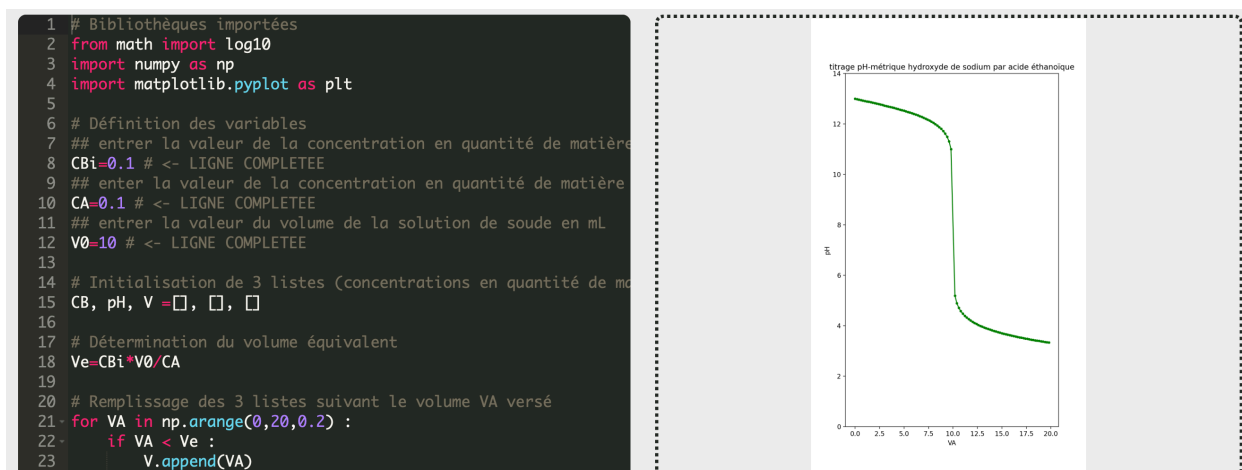 1 # Bibliothèques importées
2 from math import log10
3 import numpy as np
4 import matplotlib.pyplot as plt
5
6 # Définition des variables
7 ## entrer la valeur de la concentration en quantité de matière
8 CBi=0.1 # <- LIGNE COMPLETEE
9 ## enter la valeur de la concentration en quantité de matière
10 CA=0.1 # <- LIGNE COMPLETEE
11 ## entrer la valeur du volume de la solution de soude en mL
12 V0=10 # <- LIGNE COMPLETEE
13
14 # Initialisation de 3 listes (concentrations en quantité de ma
15 CB, pH, V =[], [], []
16
17 # Détermination du volume équivalent
18 Ve=CBi*V0/CA
19
20 # Remplissage des 3 listes suivant le volume VA versé
21 for VA in np.arange(0,20,0.2) :
22 if VA < Ve :
23 V.append(VA)
titrage pH-métrique hydroxyde de sodium par acide éthanoïque
14
12
10
8
pH
6
4
2
0
0.0 2.5 5.0 7.5 10.0 12.5 15.0 17.5 20.0
VA